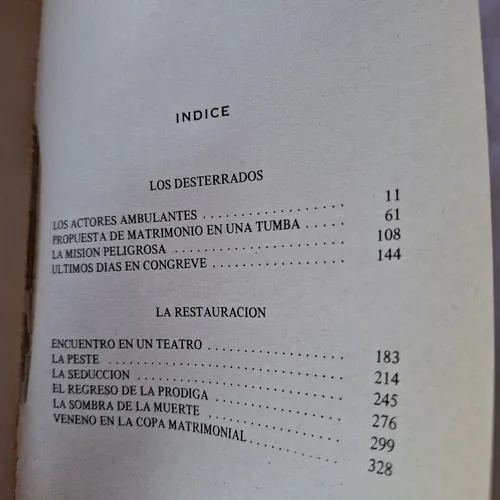 INDICE
LOS DESTERRADOS
LOS ACTORES AMBULANTES . . . . . . . . . . . . . . . . 11
PROPUESTA DE MATRIMONIO EN UNA TUMBA . . . . 61
LA MISION PELIGROSA . . . . . . . . . . . . . . . . . . . . 108
ULTIMOS DIAS EN CONGREVE . . . . . . . . . . . . . . . 144
LA RESTAURACION
ENCUENTRO EN UN TEATRO . . . . . . . . . . . . . . . . 183
LA PESTE . . . . . . . . . . . . . . . . . . . . . . . . . . . 214
LA SEDUCCION . . . . . . . . . . . . . . . . . . . . . . . . 245
EL REGRESO DE LA PRODIGA . . . . . . . . . . . . . . . 276
LA SOMBRA DE LA MUERTE . . . . . . . . . . . . . . . . 299
VENENO EN LA COPA MATRIMONIAL . . . . . . . . . . 328